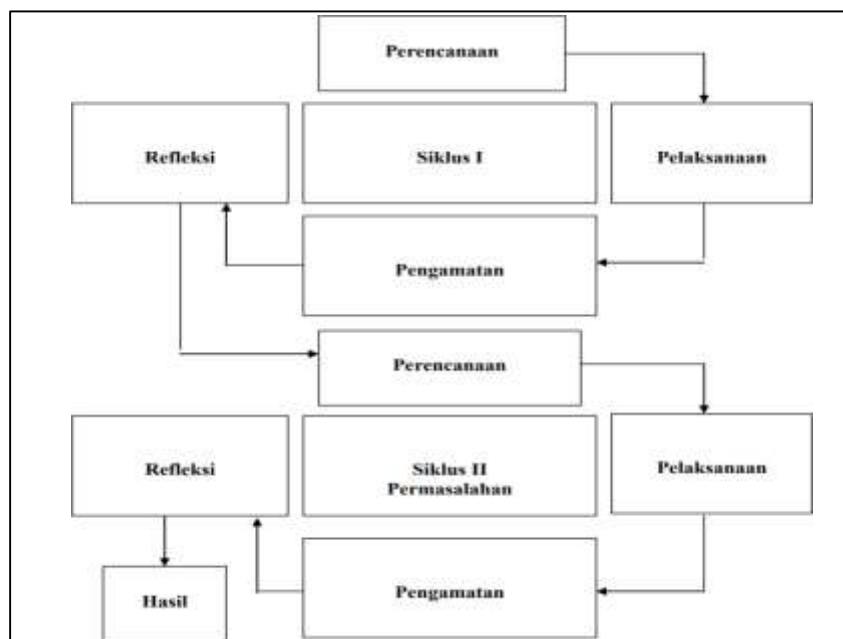 Perencanaan
Refleksi
Siklus I
Pelaksanaan
Pengamatan
Perencanaan
Refleksi
Siklus II
Permasalahan
Pelaksanaan
Pengamatan
Hasil